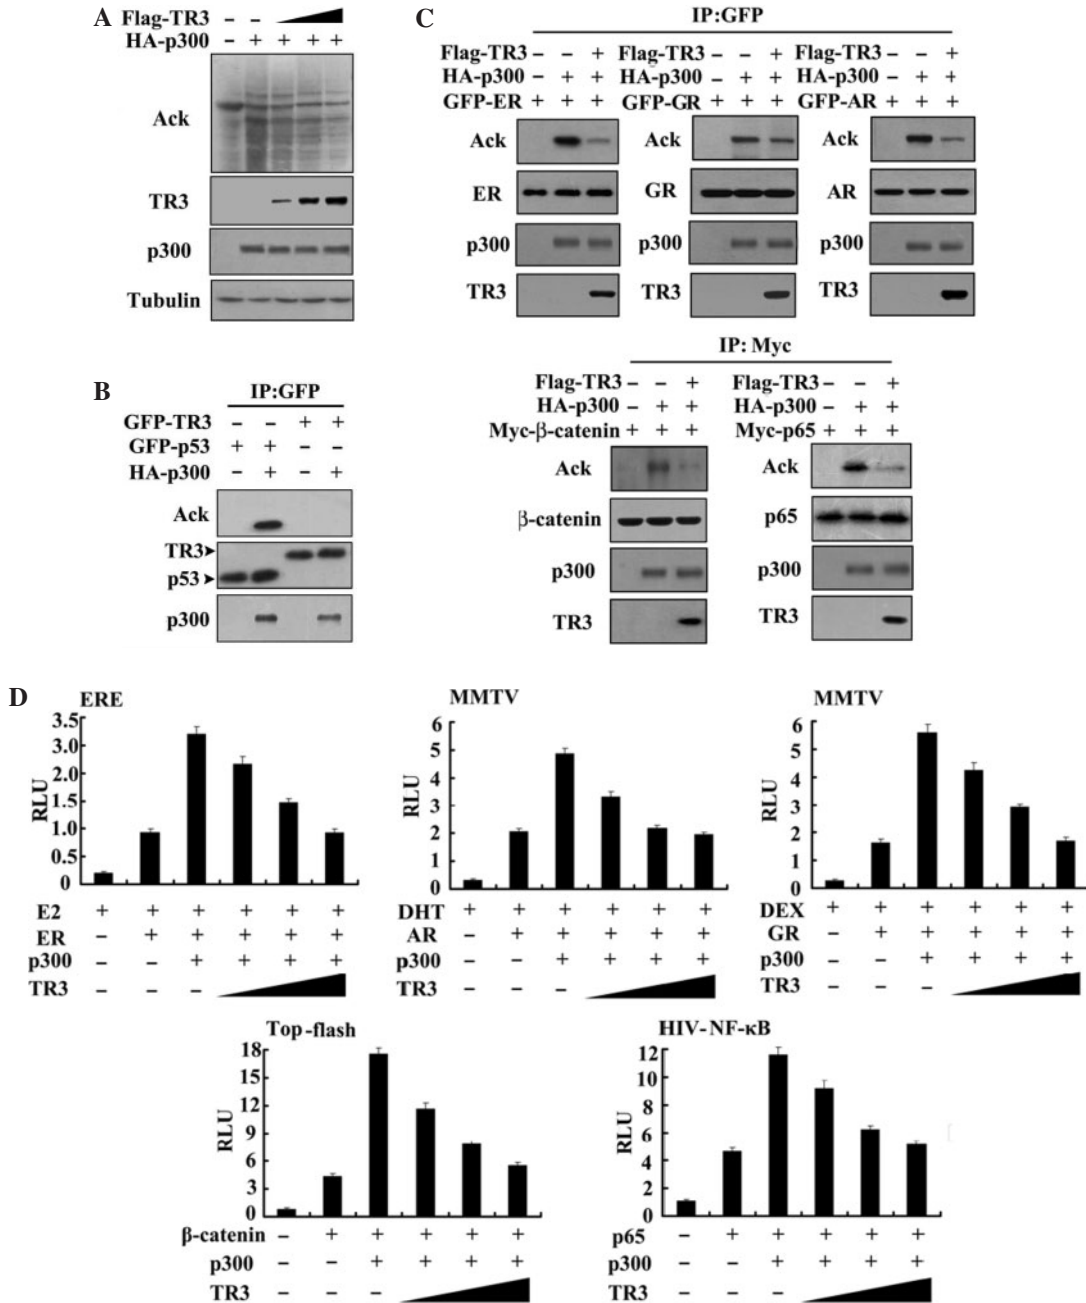 A
Flag-TR3 – –
HA-p300 – + + + +
Ack
TR3
p300
Tubulin
B
IP:GFP
GFP-TR3 – – + +
GFP-p53 + + – –
HA-p300 – + – +
Ack
TR3
p53
p300
C
IP:GFP
Flag-TR3 – – + Flag-TR3 – – + Flag-TR3 – – +
HA-p300 – + + HA-p300 – + + HA-p300 – + +
GFP-ER + + + GFP-GR + + + GFP-AR + + +
Ack Ack Ack
ER GR AR
p300 p300 p300
TR3 TR3 TR3
IP: Myc
Flag-TR3 – – + Flag-TR3 – – +
HA-p300 – + + HA-p300 – + +
Myc-β-catenin + + + Myc-p65 + + +
Ack Ack
β-catenin p65
p300 p300
TR3 TR3
D
ERE
RLU
3.5
3.0
2.0
1.5
1.0
0.5
0
E2 + + + + + +
ER – + + + + +
p300 – – + + + +
TR3 – – –
MMTV
RLU
6
5
4
3
2
1
0
DHT + + + + + +
AR – + + + + +
p300 – – + + + +
TR3 – – –
MMTV
RLU
6
5
4
3
2
1
0
DEX + + + + + +
GR – + + + + +
p300 – – + + + +
TR3 – – –
Top-flash
RLU
18
15
12
9
6
3
0
β-catenin – + + + + +
p300 – – + + + +
TR3 – – –
HIV-NF-κB
RLU
12
10
8
6
4
2
0
p65 – + + + + +
p300 – – + + + +
TR3 – – –